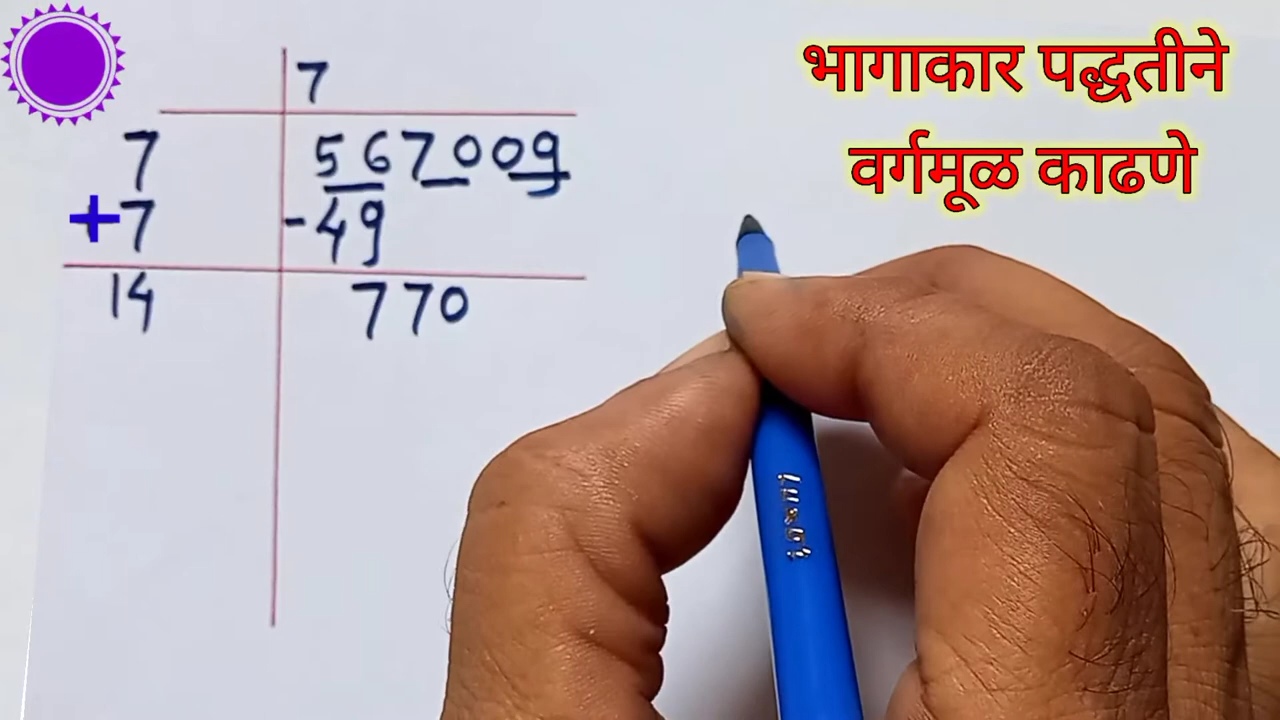 भागाकार पद्धतीने
वर्गमूळ काढणे
7
7 567009
+7 -49
14 770